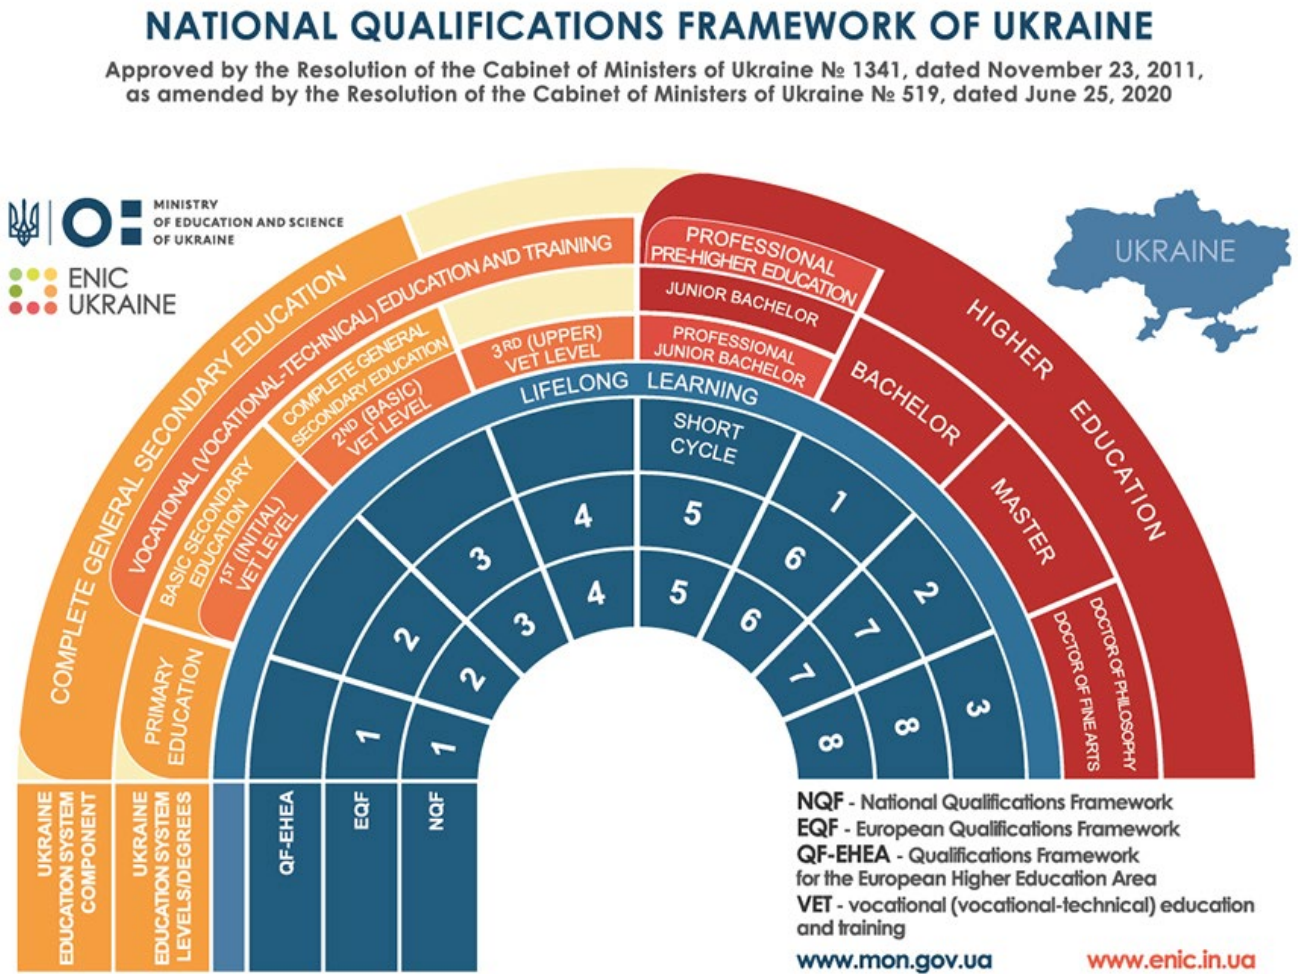 NATIONAL QUALIFICATIONS FRAMEWORK OF UKRAINE
Approved by the Resolution of the Cabinet of Ministers of Ukraine № 1341, dated November 23, 2011,
as amended by the Resolution of the Cabinet of Ministers of Ukraine № 519, dated June 25, 2020
MINISTRY
OF EDUCATION AND SCIENCE
OF UKRAINE
ENIC
UKRAINE
UKRAINE
COMPLETE GENERAL SECONDARY EDUCATION
VOCATIONAL (VOCATIONAL-TECHNICAL) EDUCATION AND TRAINING
HIGHER EDUCATION
PROFESSIONAL
PRE-HIGHER EDUCATION
JUNIOR BACHELOR
PROFESSIONAL
JUNIOR BACHELOR
PRIMARY
EDUCATION
BASIC SECONDARY
EDUCATION
1ST (INITIAL)
VET LEVEL
COMPLETE GENERAL
SECONDARY EDUCATION
2ND (BASIC)
VET LEVEL
3RD (UPPER)
VET LEVEL
BACHELOR
MASTER
DOCTOR OF PHILOSOPHY
DOCTOR OF FINE ARTS
LIFELONG LEARNING
SHORT
CYCLE
1
2
3
1
2
3
4
5
6
7
8
1
2
3
4
5
6
7
8
UKRAINE
EDUCATION SYSTEM
COMPONENT
UKRAINE
EDUCATION SYSTEM
LEVELS/DEGREES
QF-EHEA
EQF
NQF
NQF - National Qualifications Framework
EQF - European Qualifications Framework
QF-EHEA - Qualifications Framework
for the European Higher Education Area
VET - vocational (vocational-technical) education
and training
www.mon.gov.ua
www.enic.in.ua